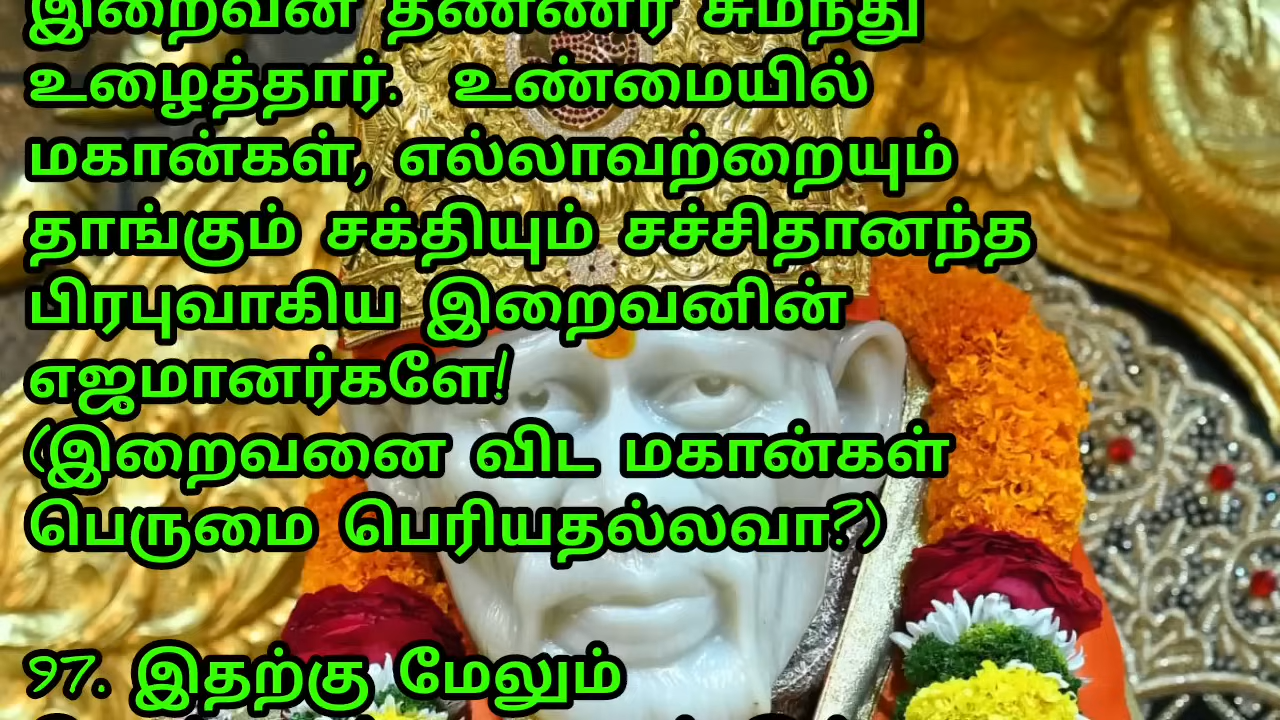 இறைவன் தண்ணீர் சுமந்து
உழைத்தார். உண்மையில்
மகான்கள், எல்லாவற்றையும்
தாங்கும் சக்தியும் சச்சிதானந்த
பிரபுவாகிய இறைவனின்
எஜமானர்களே!
(இறைவனை விட மகான்கள்
பெருமை பெரியதல்லவா?)
97. இதற்கு மேலும்